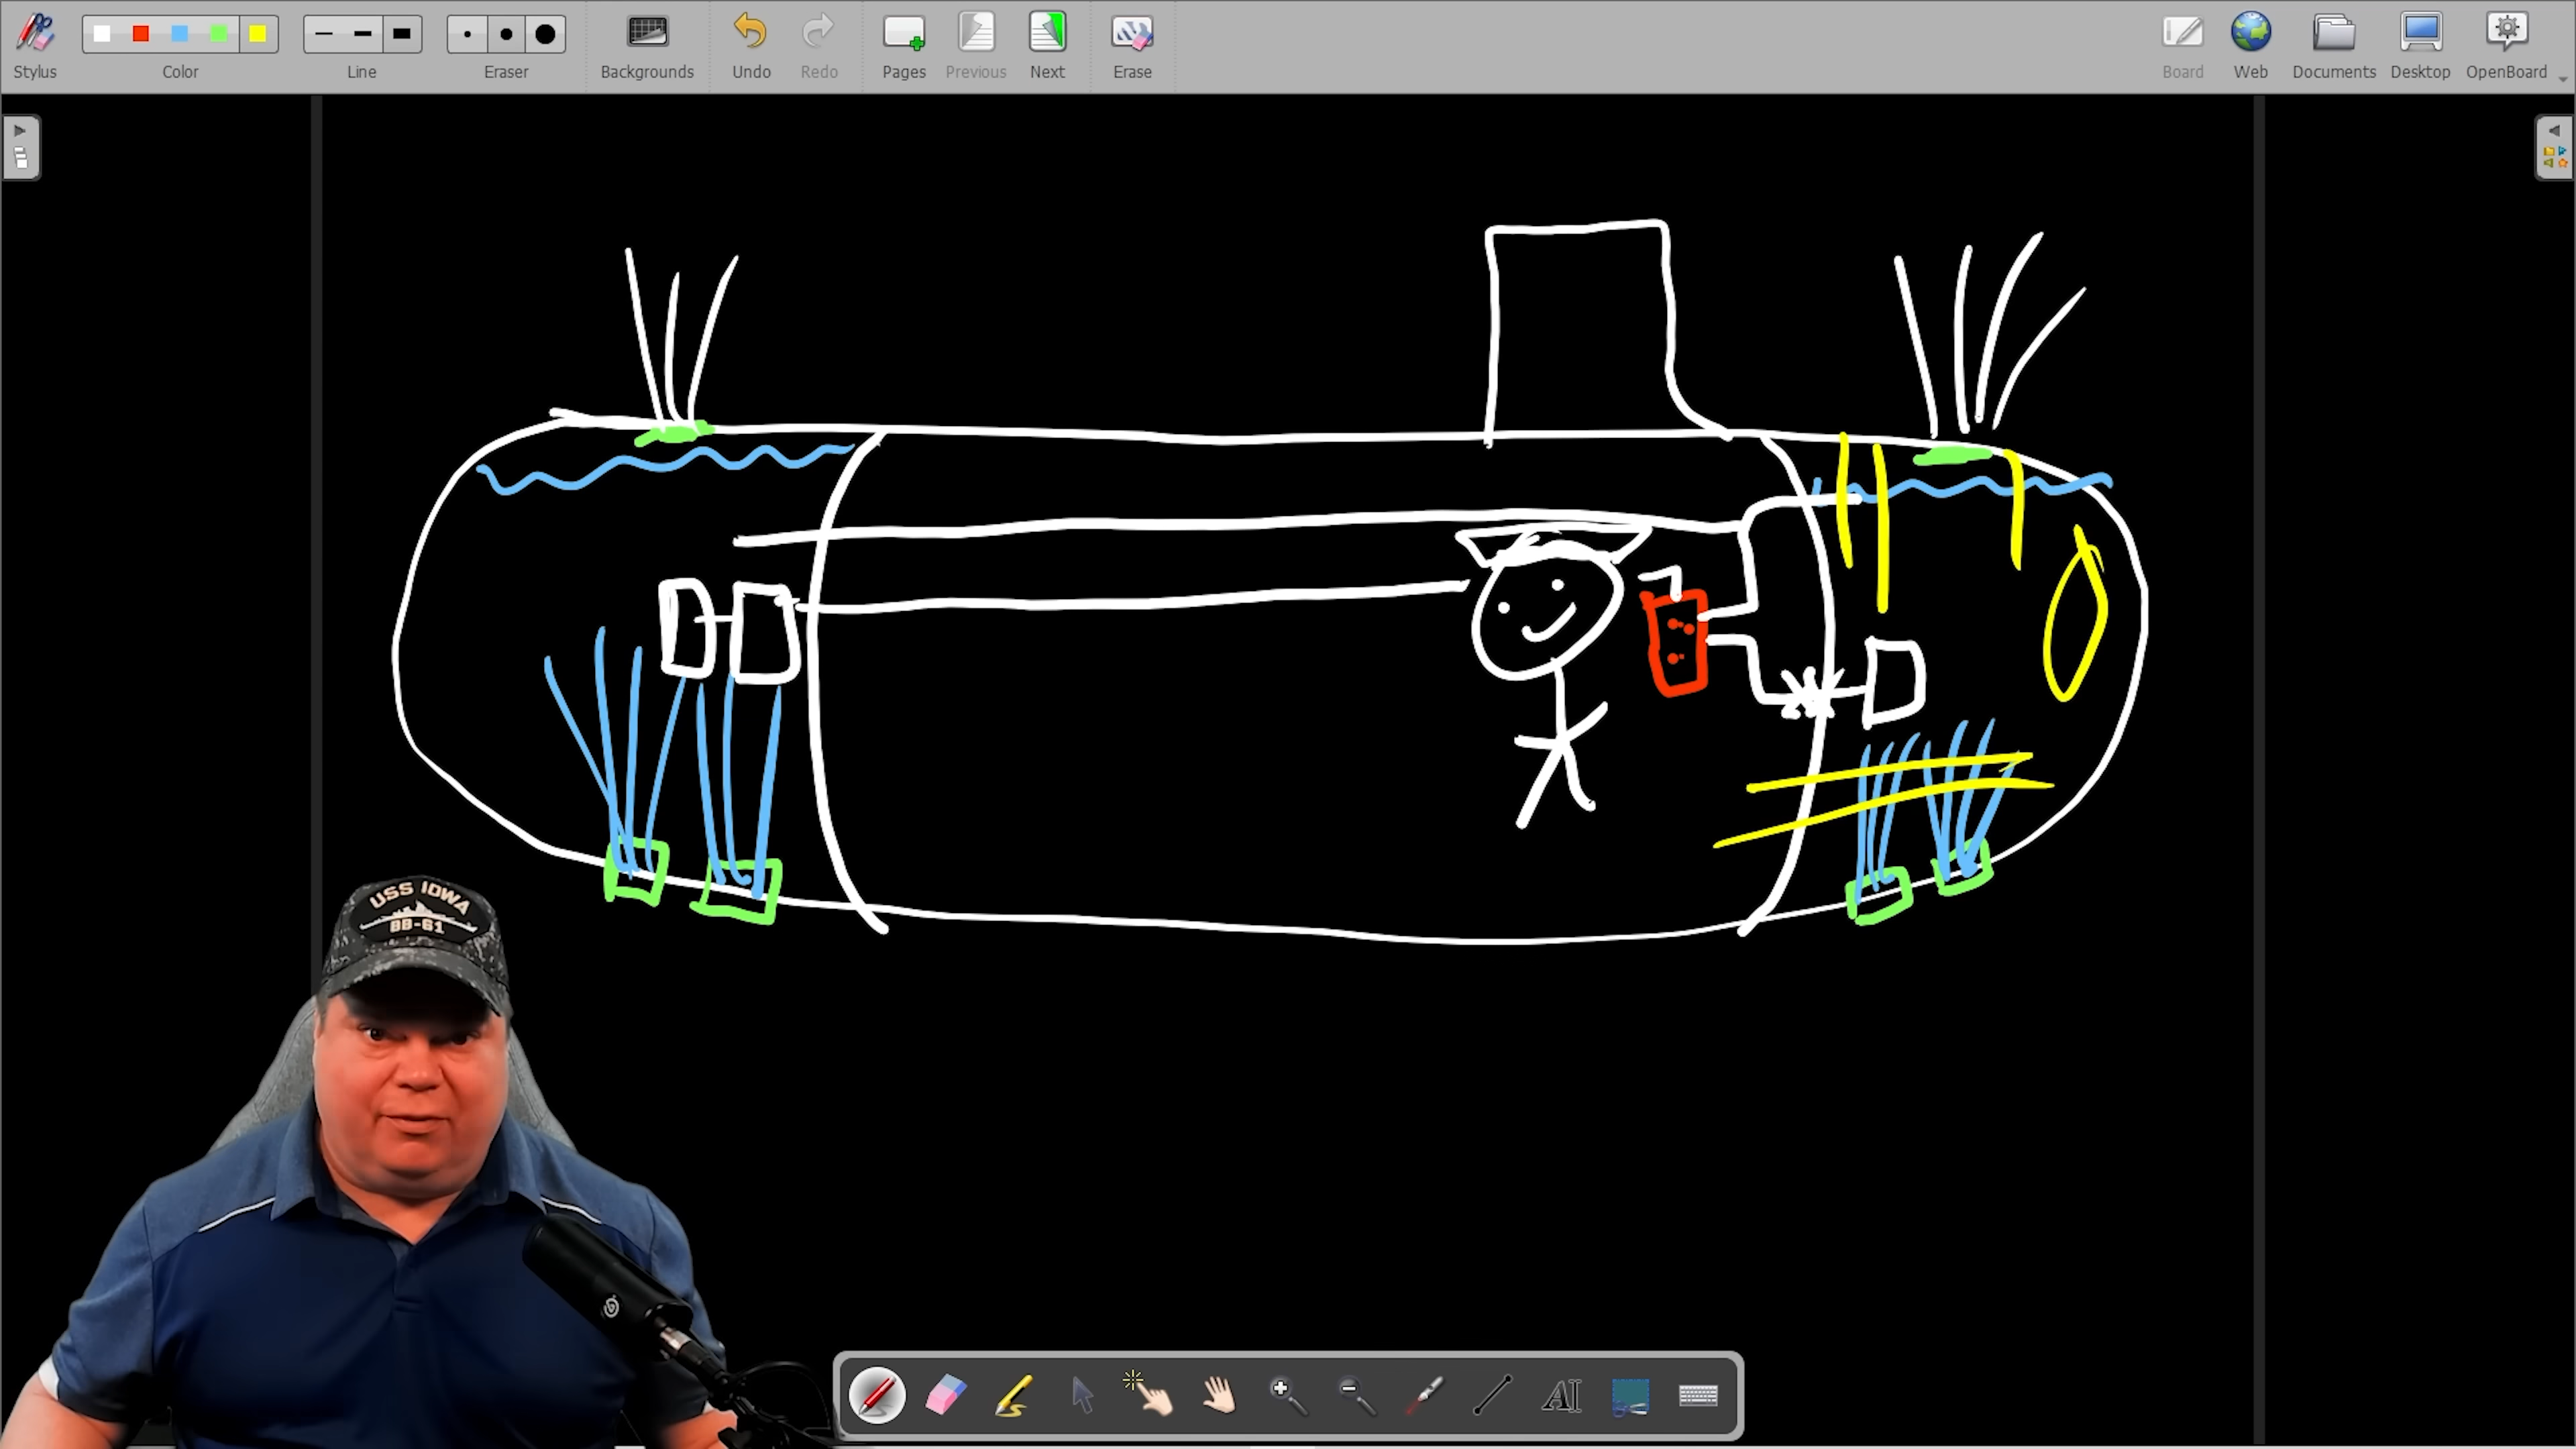 Stylus Color Line Eraser Backgrounds Undo Redo Pages Previous Next Erase Board Web Documents Desktop OpenBoard
USS IOWA
BB-61
AI